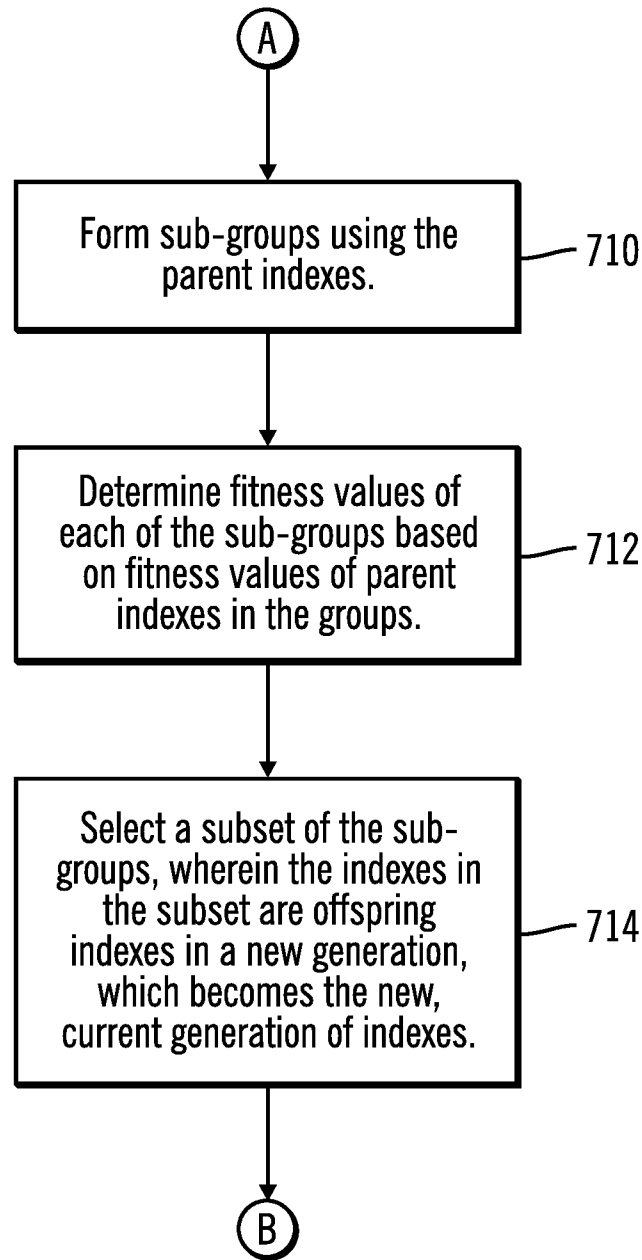 A
Form sub-groups using the
parent indexes.
710
Determine fitness values of
each of the sub-groups based
on fitness values of parent
indexes in the groups.
712
Select a subset of the sub-
groups, wherein the indexes in
the subset are offspring
indexes in a new generation,
which becomes the new,
current generation of indexes.
714
B